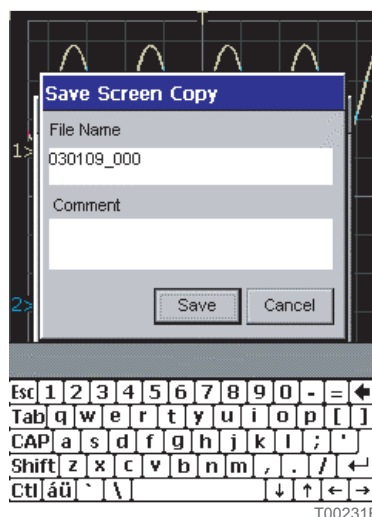 Save Screen Copy
File Name
1>
030109_000
Comment
2>
Save Cancel
Esc 1 2 3 4 5 6 7 8 9 0 - =
Tab q w e r t y u i o p [ ]
CAP a s d f g h j k l ; '
Shift z x c v b n m , . / ↵
Ctl áü ` \ ↓ ↑ ← →